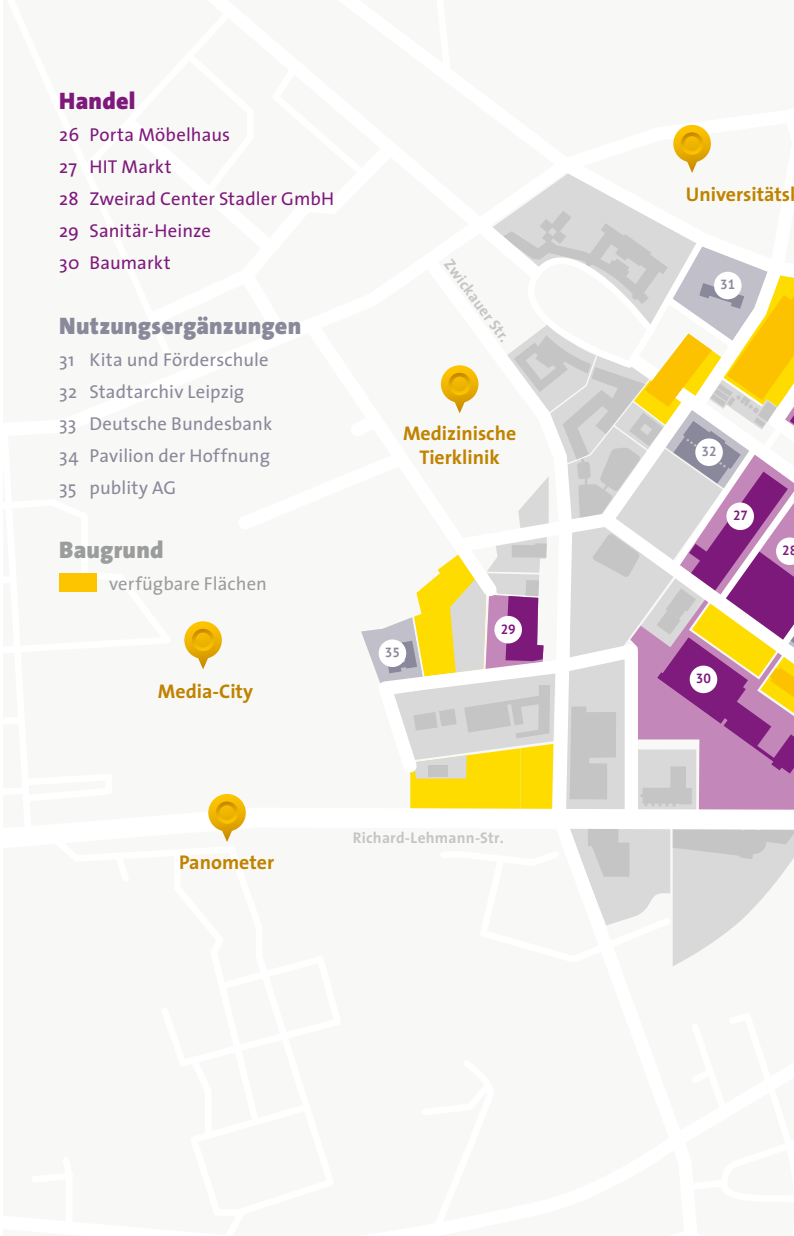 Handel
26 Porta Möbelhaus
27 HIT Markt
28 Zweirad Center Stadler GmbH
29 Sanitär-Heinze
30 Baumarkt
Nutzungsergänzungen
31 Kita und Förderschule
32 Stadtarchiv Leipzig
33 Deutsche Bundesbank
34 Pavilion der Hoffnung
35 publity AG
Baugrund
verfügbare Flächen
Universitätsk
Zwickauer Str.
31
Medizinische
Tierklinik
32
27
28
29
35
30
Media-City
Richard-Lehmann-Str.
Panometer